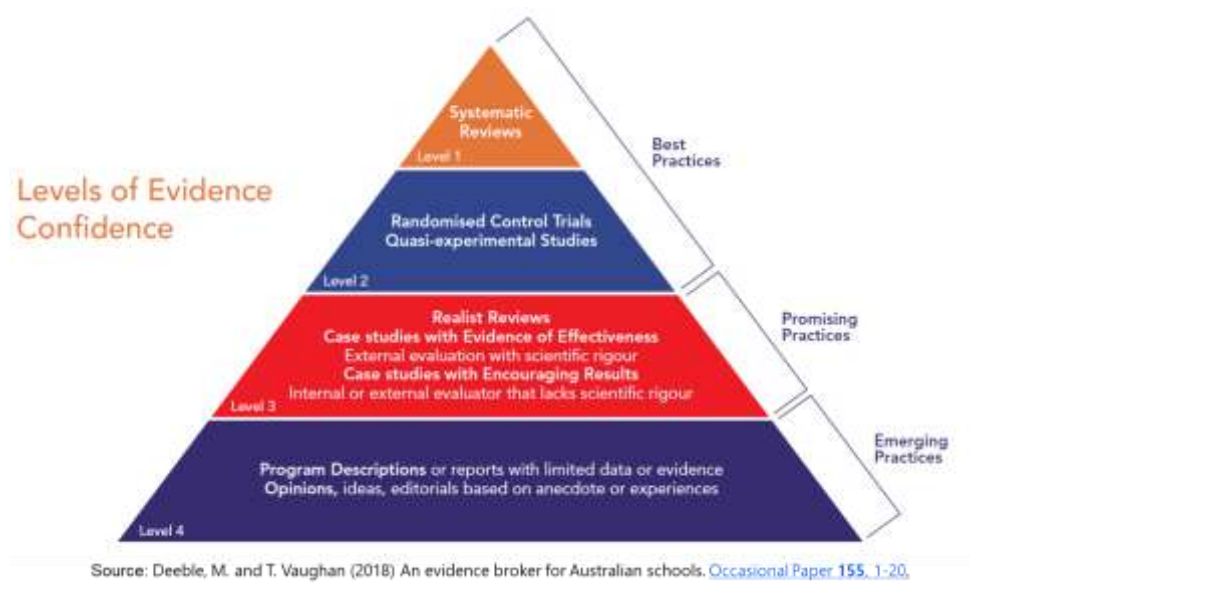 Systematic
Reviews
Level 1
Best
Practices
Levels of Evidence
Confidence
Randomised Control Trials
Quasi-experimental Studies
Level 2
Realist Reviews
Case studies with Evidence of Effectiveness
External evaluation with scientific rigour
Case studies with Encouraging Results
Internal or external evaluator that lacks scientific rigour
Level 3
Promising
Practices
Program Descriptions or reports with limited data or evidence
Opinions, ideas, editorials based on anecdote or experiences
Level 4
Emerging
Practices
Source: Deeble, M. and T. Vaughan (2018) An evidence broker for Australian schools. Occasional Paper 155, 1-20.